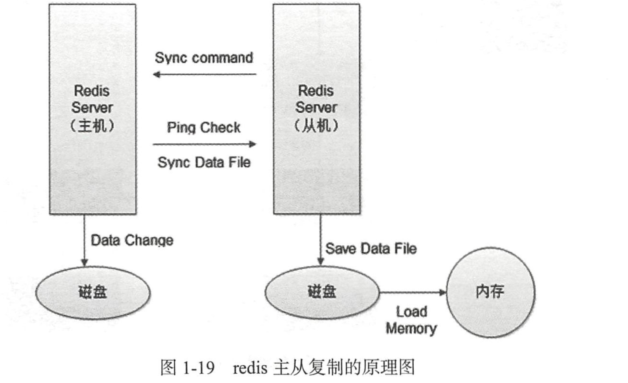 Sync command
Redis
Server
（主机）
Redis
Server
（从机）
Ping Check
Sync Data File
Data Change
Save Data File
磁盘
磁盘
内存
Load
Memory
图 1-19 redis 主从复制的原理图